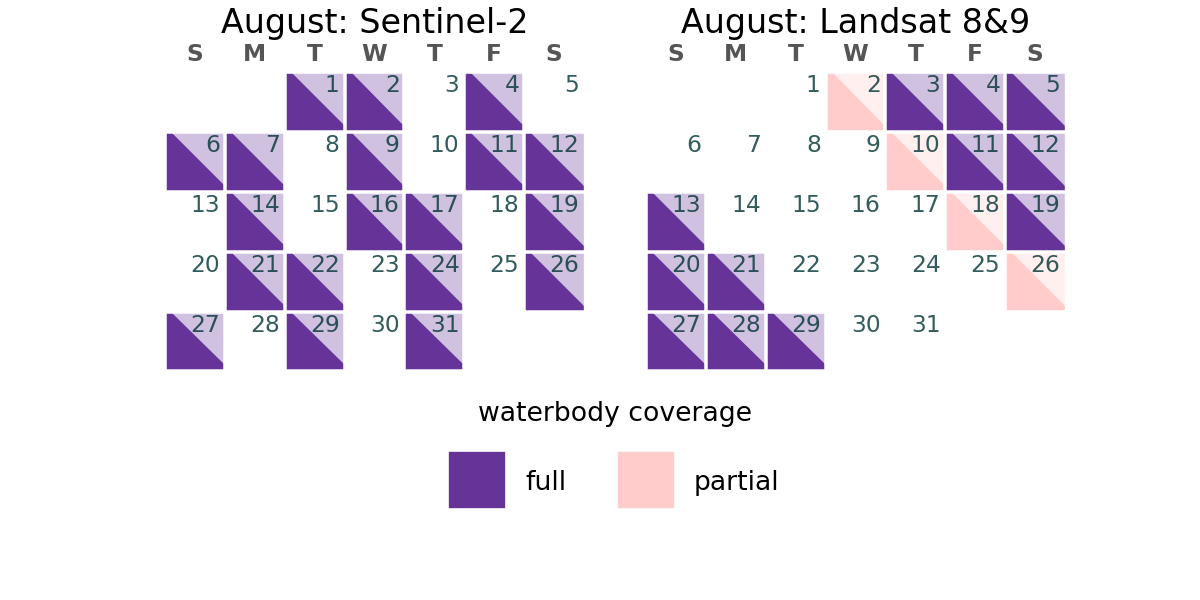 August: Sentinel-2
S M T W T F S
1 2 3 4 5
6 7 8 9 10 11 12
13 14 15 16 17 18 19
20 21 22 23 24 25 26
27 28 29 30 31
August: Landsat 8&9
S M T W T F S
1 2 3 4 5
6 7 8 9 10 11 12
13 14 15 16 17 18 19
20 21 22 23 24 25 26
27 28 29 30 31
waterbody coverage
full partial